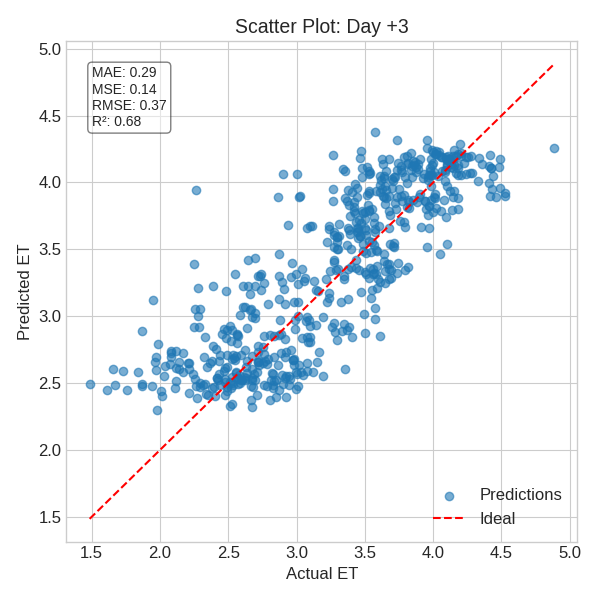 Scatter Plot: Day +3
MAE: 0.29
MSE: 0.14
RMSE: 0.37
R²: 0.68
Predicted ET
5.0
4.5
4.0
3.5
3.0
2.5
2.0
1.5
Predictions
Ideal
1.5 2.0 2.5 3.0 3.5 4.0 4.5 5.0
Actual ET